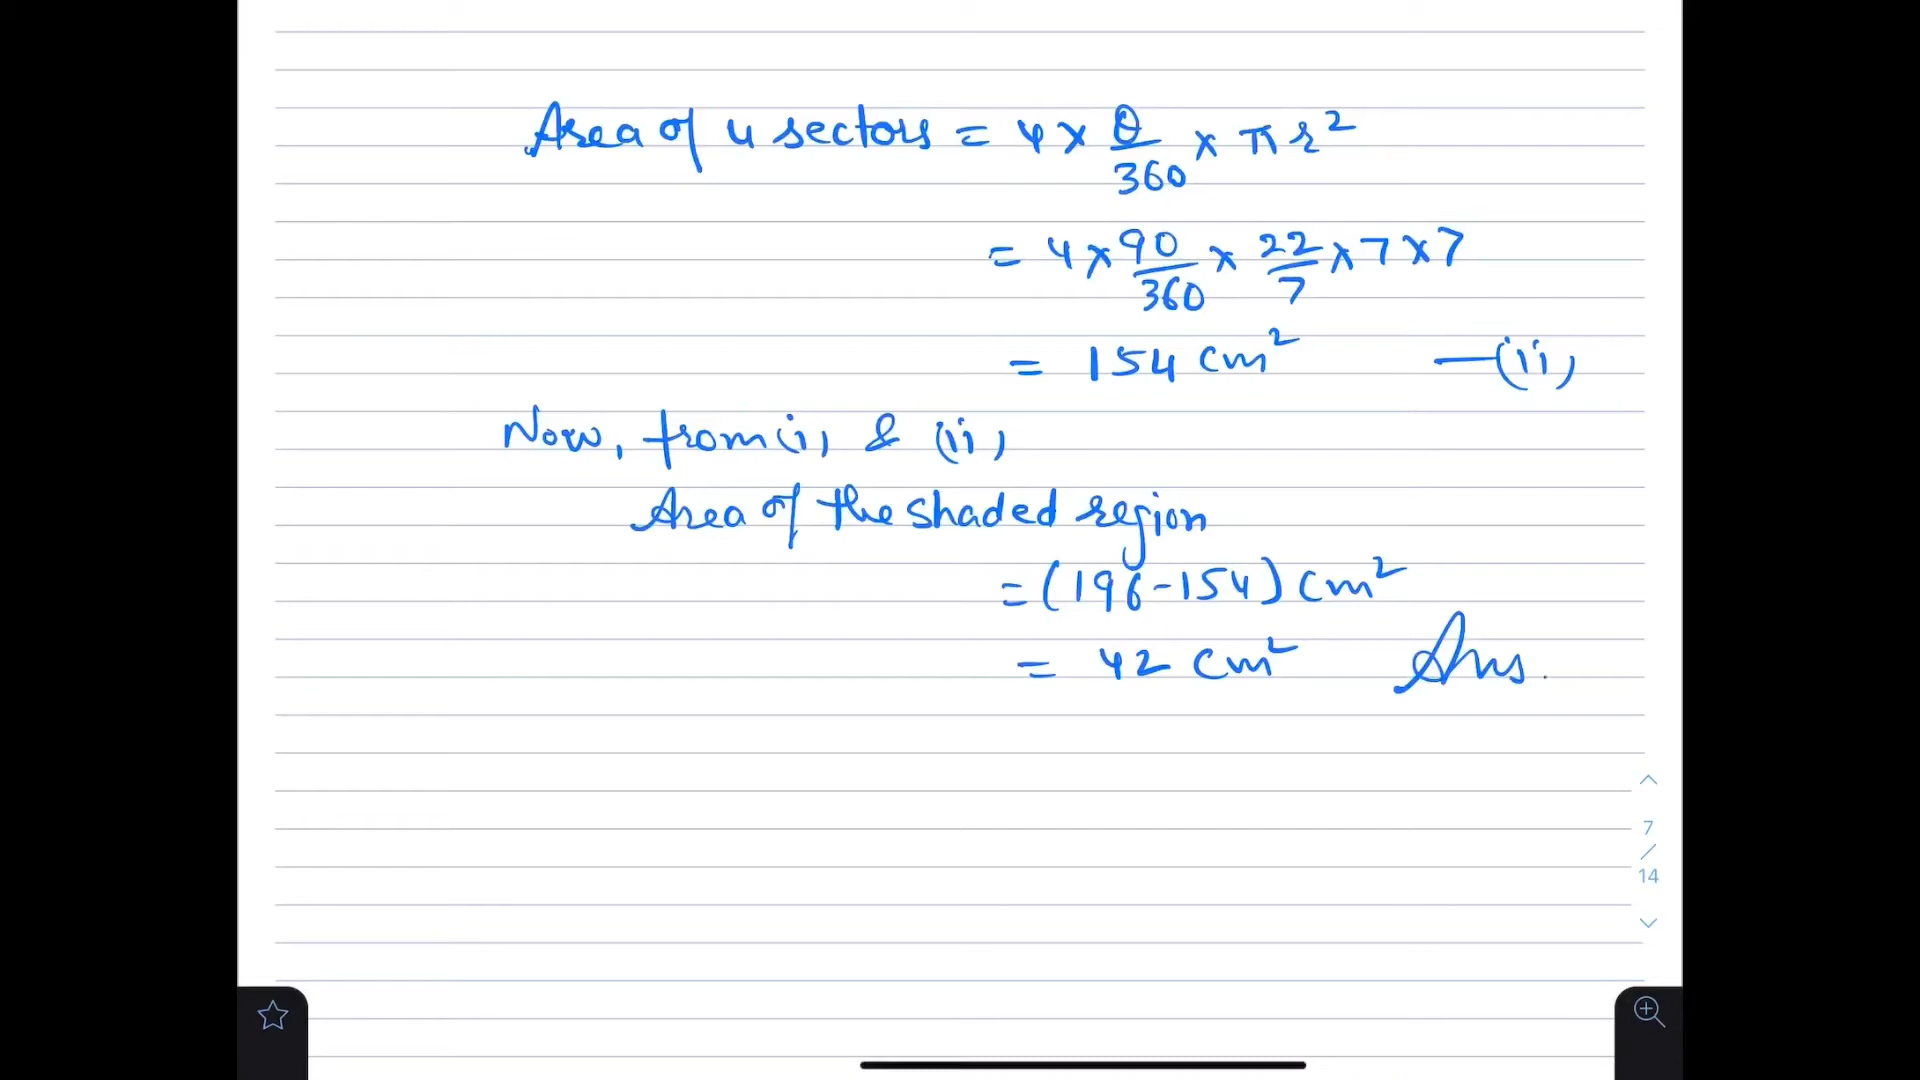 Area of 4 sectors = 4 × θ/360 × πr²
= 4 × 90/360 × 22/7 × 7 × 7
= 154 cm² —(ii)
Now, from (i) & (ii)
Area of the shaded region
= (196 - 154) cm²
= 42 cm² Ans.
7
/
14